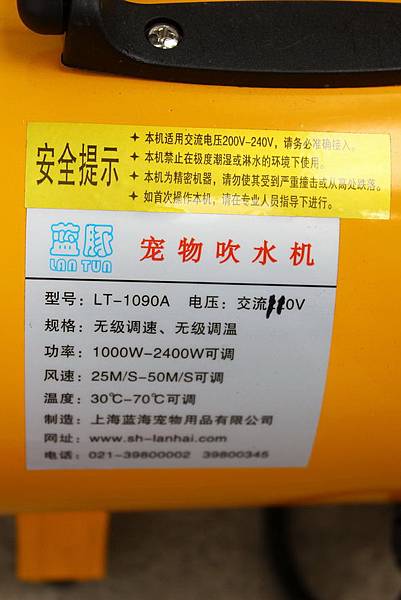 安全提示
✦ 本机适用交流电压200V-240V，请务必准确接入。
✦ 本机禁止在极度潮湿或淋水的环境下使用。
✦ 本机为精密机器，请勿使其受到严重撞击或从高处跌落。
✦ 如首次操作本机，请在专业人员指导下进行。
蓝豚
LAN TUN
宠物吹水机
型号：LT-1090A 电压：交流110V
规格：无级调速、无级调温
功率：1000W-2400W可调
风速：25M/S-50M/S可调
温度：30℃-70℃可调
制造：上海蓝海宠物用品有限公司
网址：www.sh-lanhai.com
电话：021-39800002 39800345